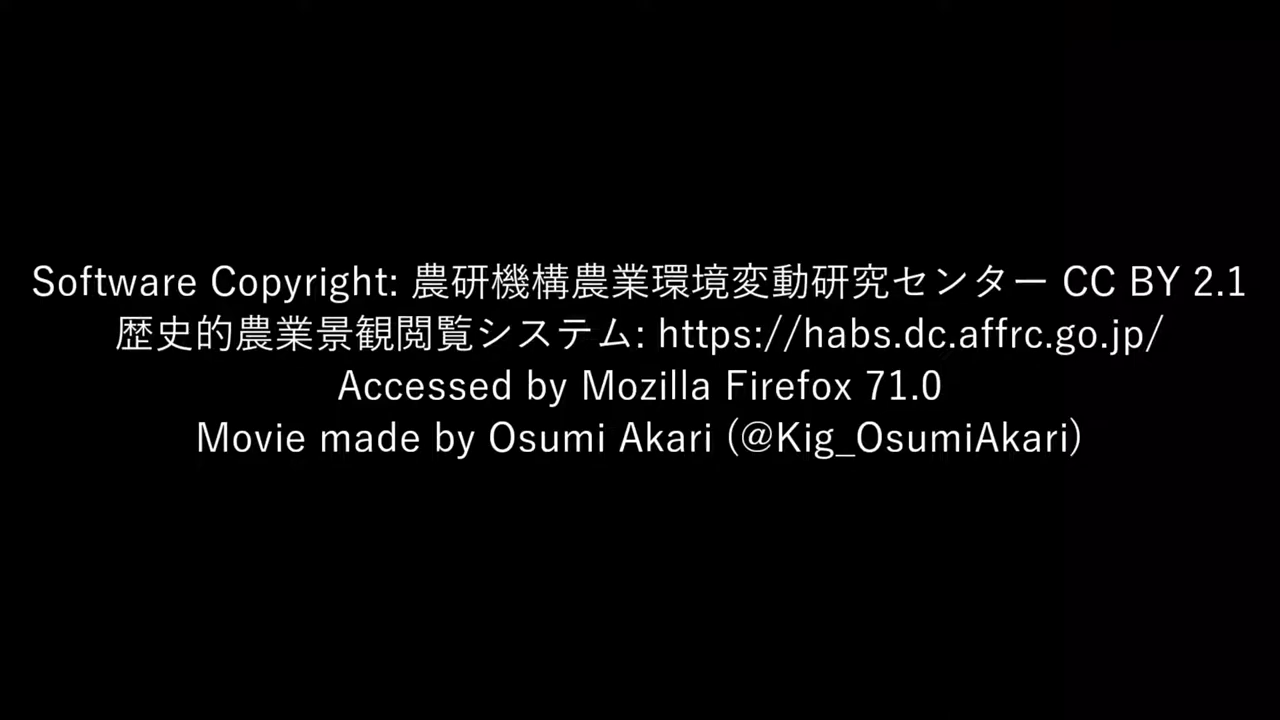 Software Copyright: 農研機構農業環境変動研究センター CC BY 2.1
歴史的農業景観閲覧システム: https://habs.dc.affrc.go.jp/
Accessed by Mozilla Firefox 71.0
Movie made by Osumi Akari (@Kig_OsumiAkari)